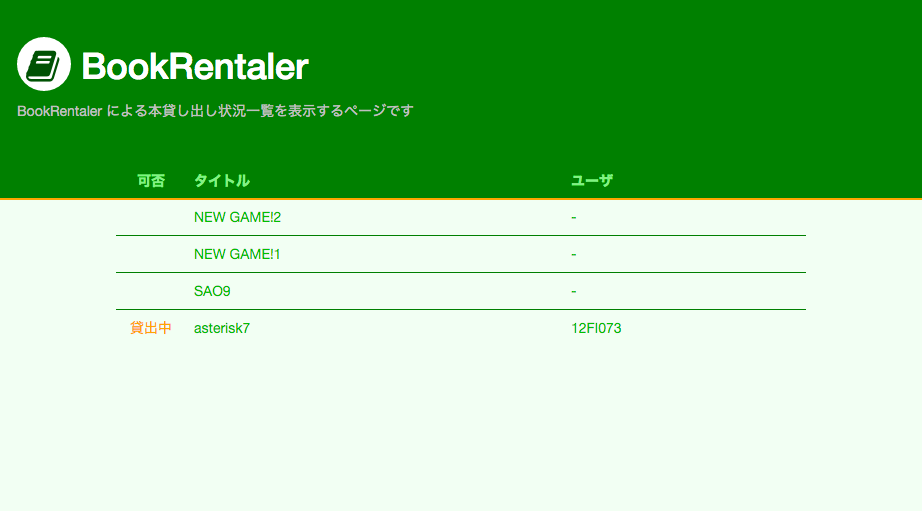 BookRentaler
BookRentaler による本貸し出し状況一覧を表示するページです
可否 タイトル ユーザ
NEW GAME!2 -
NEW GAME!1 -
SAO9 -
貸出中 asterisk7 12FI073